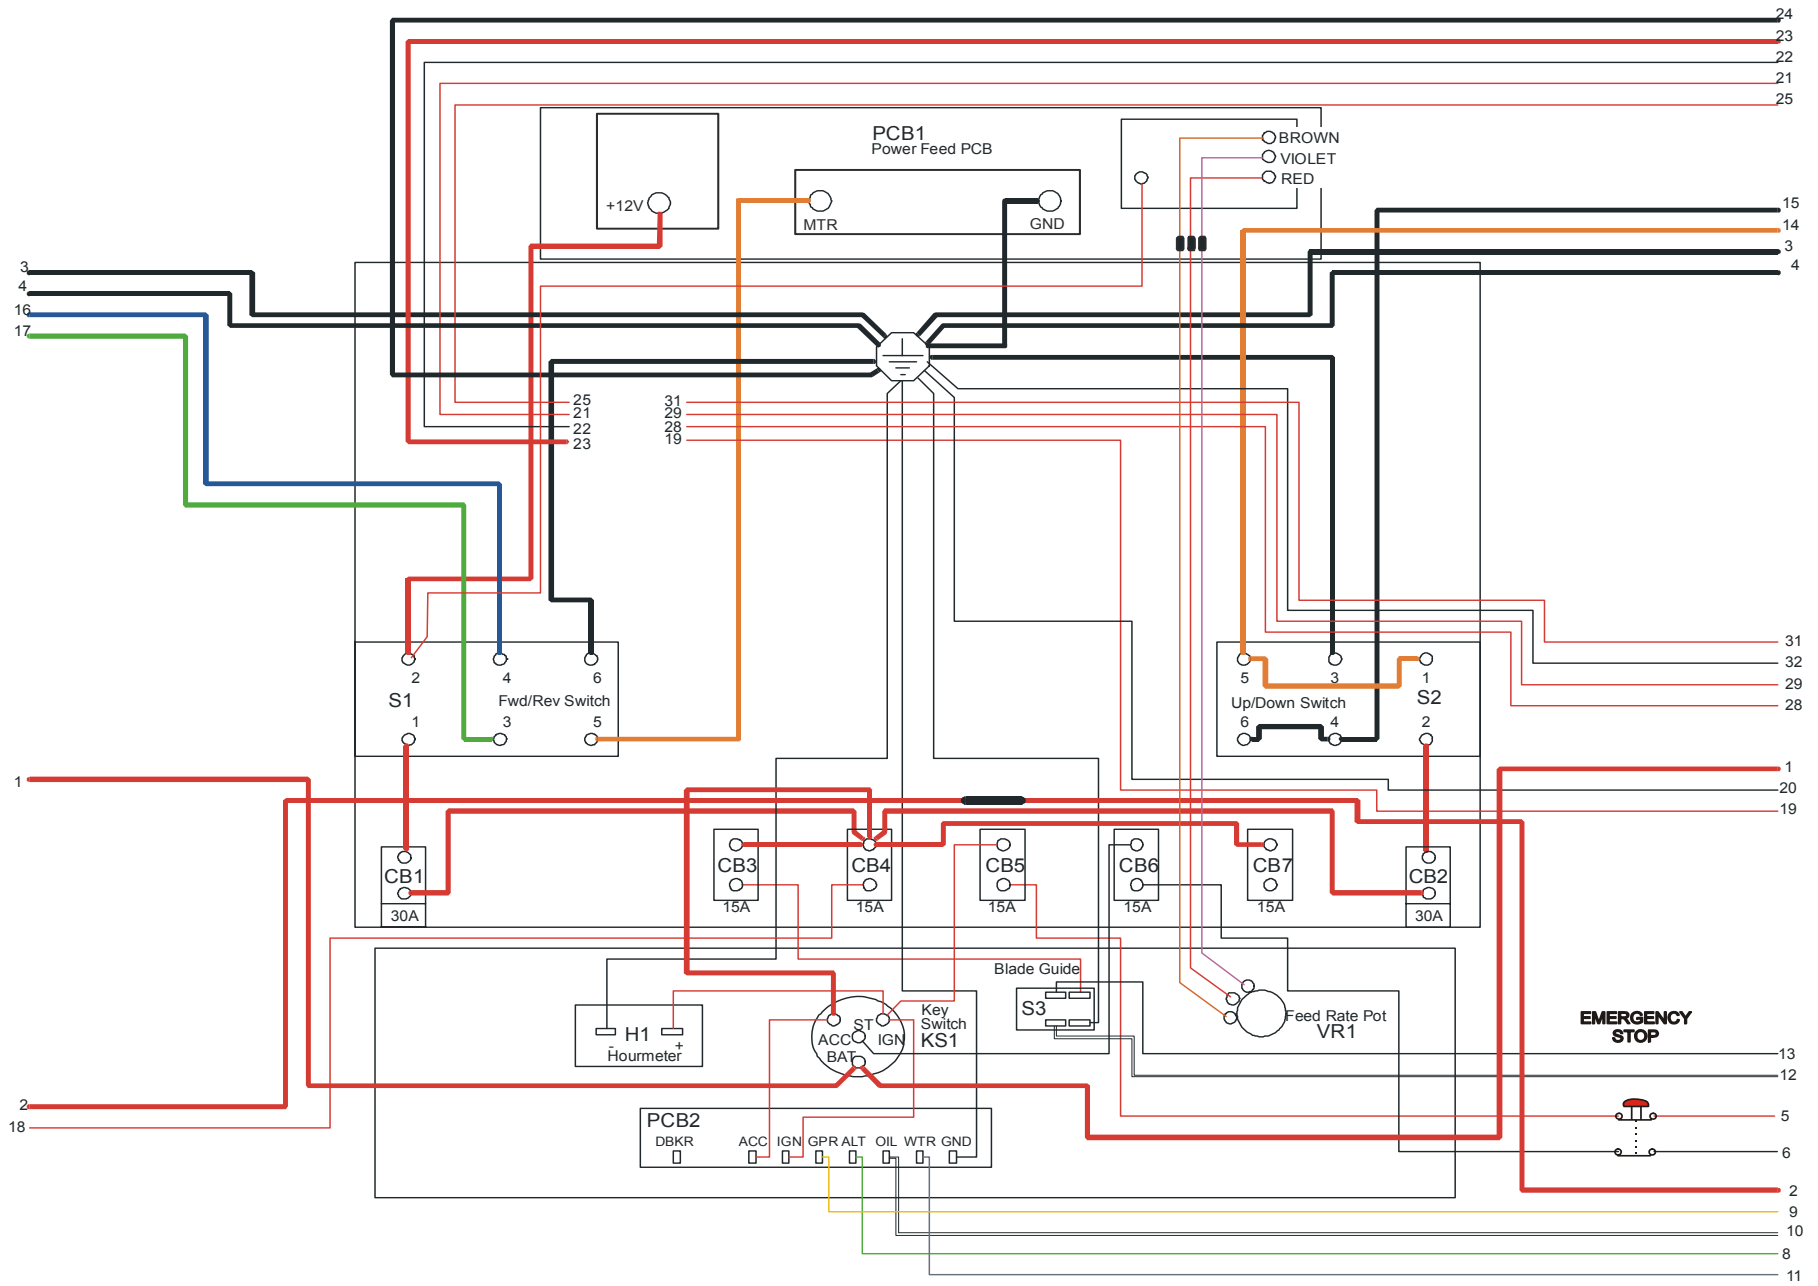 24
23
22
21
25
PCB1
Power Feed PCB
BROWN
VIOLET
RED
+12V
MTR
GND
15
14
3
4
3
4
16
17
25
21
22
23
31
29
28
19
31
32
29
28
2
4
6
S1
Fwd/Rev Switch
1
3
5
5
3
1
Up/Down Switch
S2
6
4
2
1
1
20
19
CB1
30A
CB3
15A
CB4
15A
CB5
15A
CB6
15A
CB7
15A
CB2
30A
Blade Guide
S3
H1
- +
Hourmeter
ST
ACC
IGN
BAT
Key
Switch
KS1
Feed Rate Pot
VR1
EMERGENCY
STOP
13
12
5
6
2
18
PCB2
DBKR ACC IGN GPR ALT OIL WTR GND
2
9
10
8
11